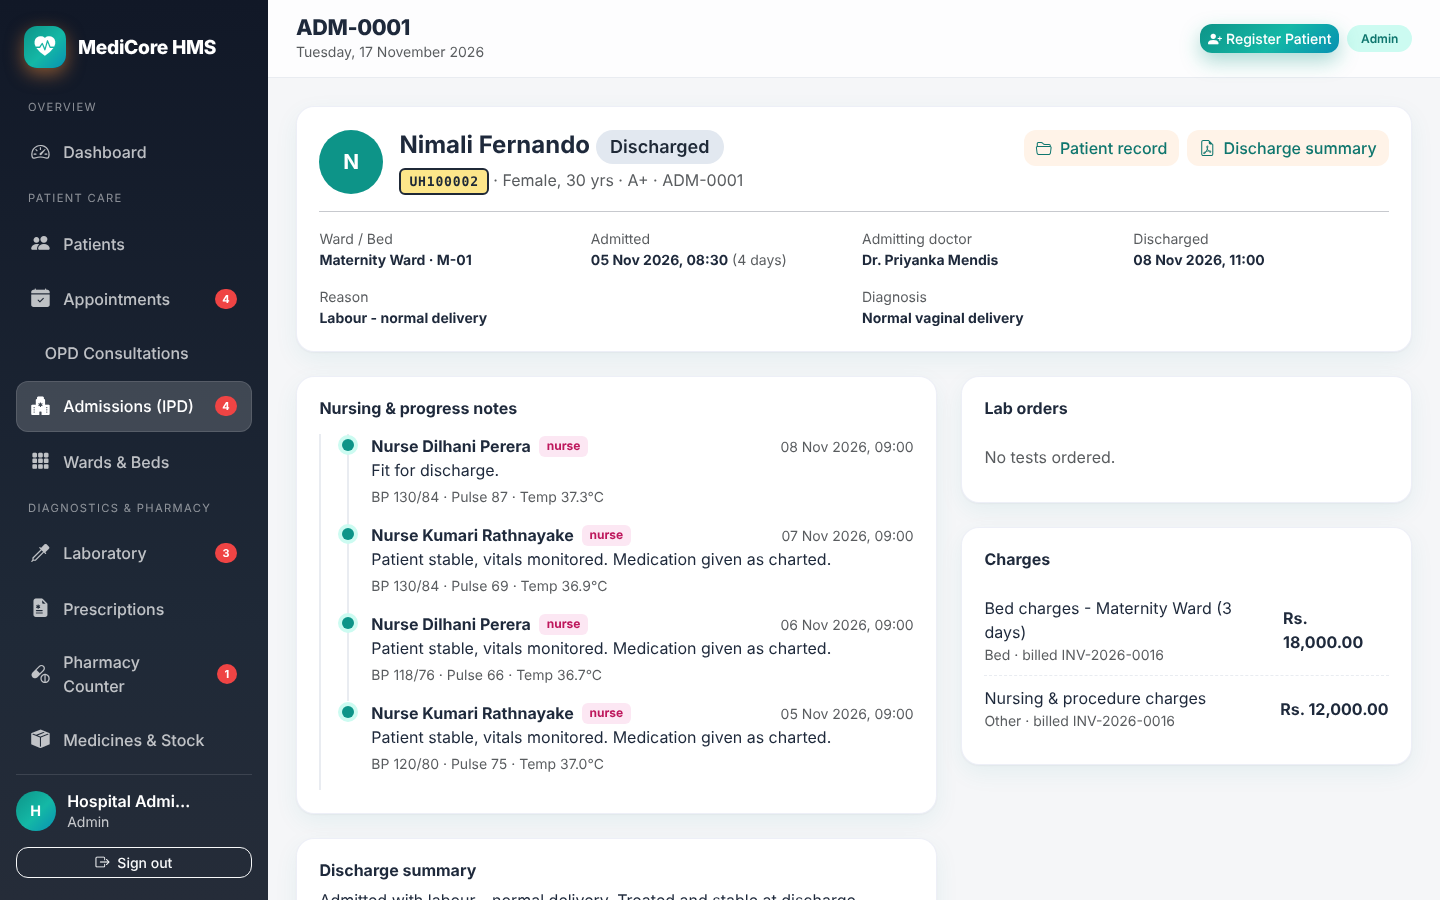 MediCore HMS
OVERVIEW
Dashboard
PATIENT CARE
Patients
Appointments 4
OPD Consultations
Admissions (IPD) 4
Wards & Beds
DIAGNOSTICS & PHARMACY
Laboratory 3
Prescriptions
Pharmacy
Counter 1
Medicines & Stock
H
Hospital Admi...
Admin
Sign out
ADM-0001
Tuesday, 17 November 2026
Register Patient
Admin
N
Nimali Fernando Discharged
UH100002 · Female, 30 yrs · A+ · ADM-0001
Patient record
Discharge summary
Ward / Bed
Maternity Ward · M-01
Admitted
05 Nov 2026, 08:30 (4 days)
Admitting doctor
Dr. Priyanka Mendis
Discharged
08 Nov 2026, 11:00
Reason
Labour - normal delivery
Diagnosis
Normal vaginal delivery
Nursing & progress notes
Nurse Dilhani Perera nurse 08 Nov 2026, 09:00
Fit for discharge.
BP 130/84 · Pulse 87 · Temp 37.3°C
Nurse Kumari Rathnayake nurse 07 Nov 2026, 09:00
Patient stable, vitals monitored. Medication given as charted.
BP 130/84 · Pulse 69 · Temp 36.9°C
Nurse Dilhani Perera nurse 06 Nov 2026, 09:00
Patient stable, vitals monitored. Medication given as charted.
BP 118/76 · Pulse 66 · Temp 36.7°C
Nurse Kumari Rathnayake nurse 05 Nov 2026, 09:00
Patient stable, vitals monitored. Medication given as charted.
BP 120/80 · Pulse 75 · Temp 37.0°C
Discharge summary
Admitted with labour - normal delivery. Treated and stable at discharge.
Lab orders
No tests ordered.
Charges
Bed charges - Maternity Ward (3
days)
Bed · billed INV-2026-0016
Rs.
18,000.00
Nursing & procedure charges
Other · billed INV-2026-0016
Rs. 12,000.00